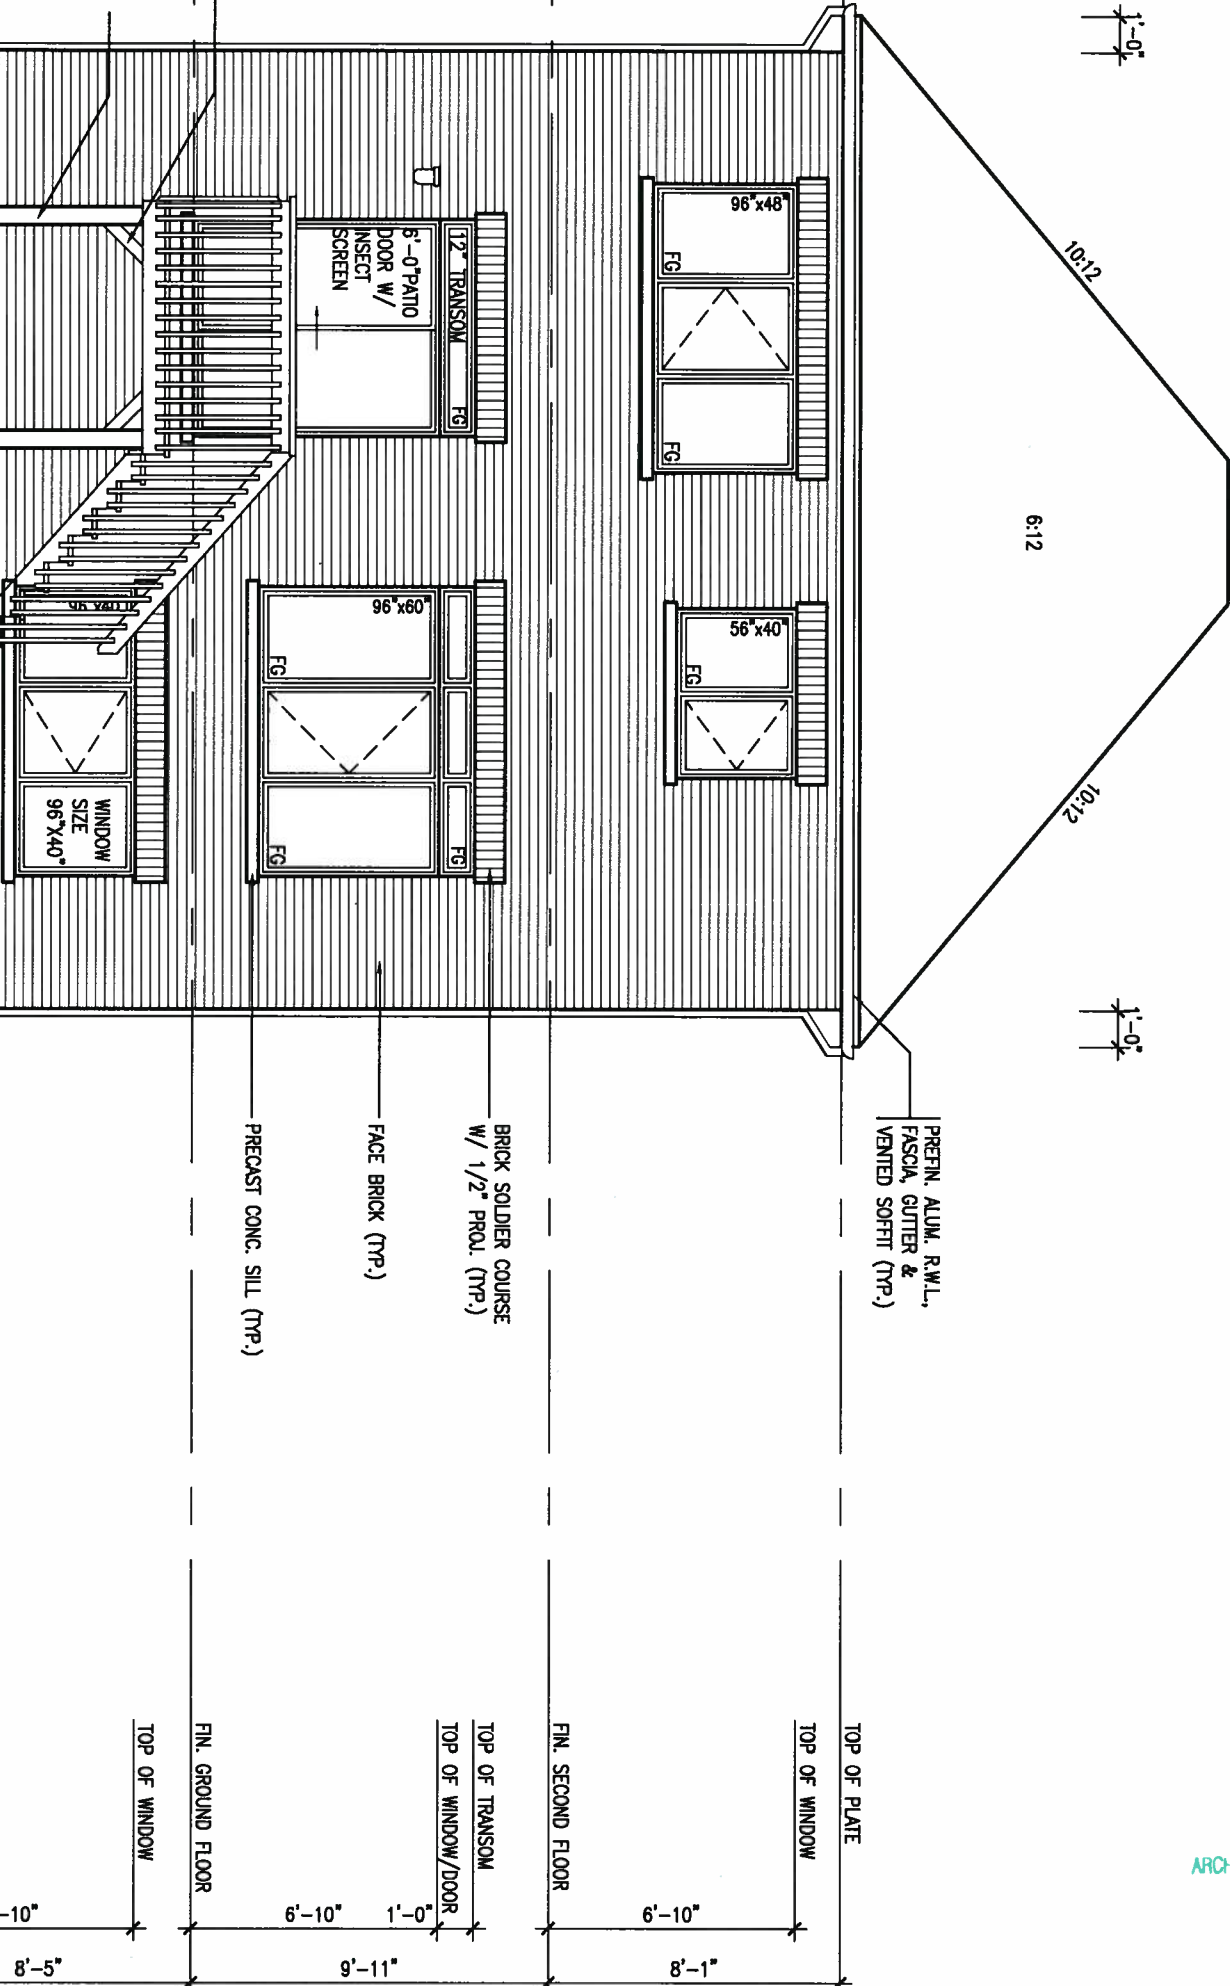 1'-0"
10:12
6:12
10:12
1'-0"
PREFIN. ALUM. R.W.L.,
FASCIA, GUTTER &
VENTED SOFFIT (TYP.)
TOP OF PLATE
96"x48"
FG
FG
56"x40"
FG
TOP OF WINDOW
6'-10"
8'-1"
FIN. SECOND FLOOR
BRICK SOLDIER COURSE
W/ 1/2" PROJ. (TYP.)
TOP OF TRANSOM
12" TRANSOM
FG
FG
TOP OF WINDOW/DOOR
1'-0"
6'-0"PATIO
DOOR W/
INSECT
SCREEN
96"x60"
FG
FG
FACE BRICK (TYP.)
6'-10"
9'-11"
PRECAST CONC. SILL (TYP.)
FIN. GROUND FLOOR
TOP OF WINDOW
96"x40"
WINDOW
SIZE
96"X40"
-10"
8'-5"
ARCH